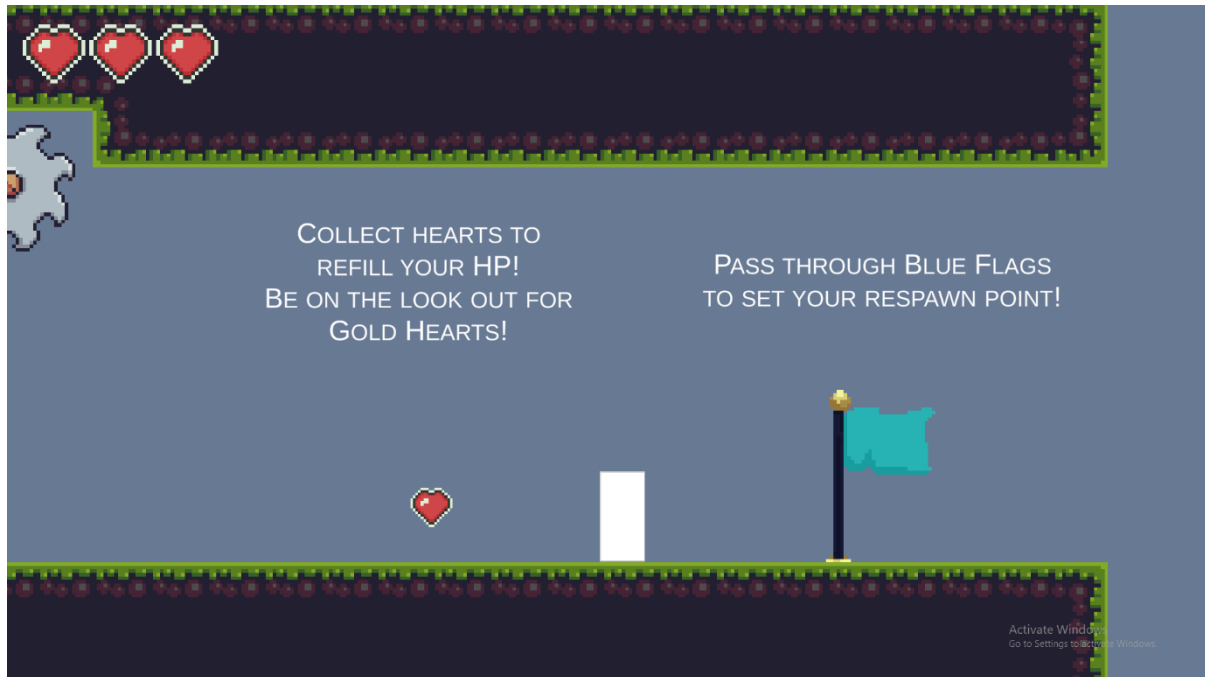 Collect hearts to
refill your HP!
Be on the look out for
Gold Hearts!
Pass through Blue Flags
to set your respawn point!
Activate Windows
Go to Settings to activate Windows.